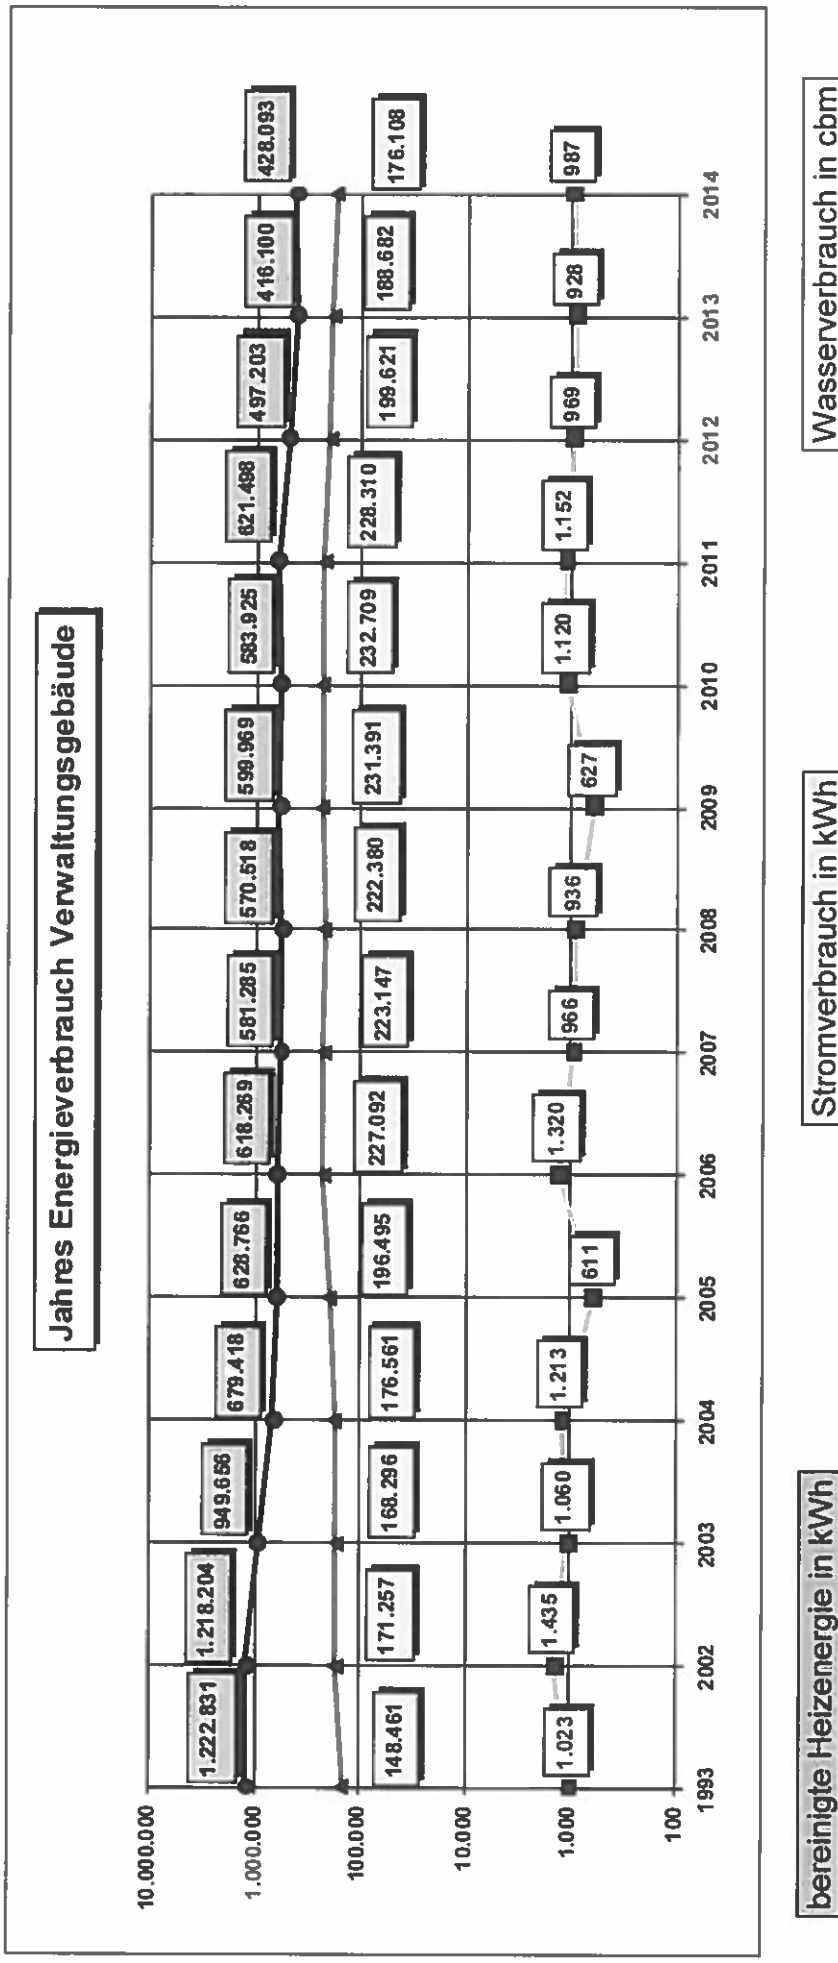 Jahres Energieverbrauch Verwaltungsgebäude
10.000.000
1.000.000
100.000
10.000
1.000
100
1.222.831 1.218.204 949.656 679.418 628.766 618.269 581.285 570.518 599.969 583.925 621.498 497.203 416.100 428.093
148.461 171.257 168.296 176.561 196.495 227.092 223.147 222.380 231.391 232.709 228.310 199.621 188.682 176.108
1.023 1.435 1.060 1.213 611 1.320 966 936 627 1.120 1.152 969 928 987
1993 2002 2003 2004 2005 2006 2007 2008 2009 2010 2011 2012 2013 2014
bereinigte Heizenergie in kWh Stromverbrauch in kWh Wasserverbrauch in cbm